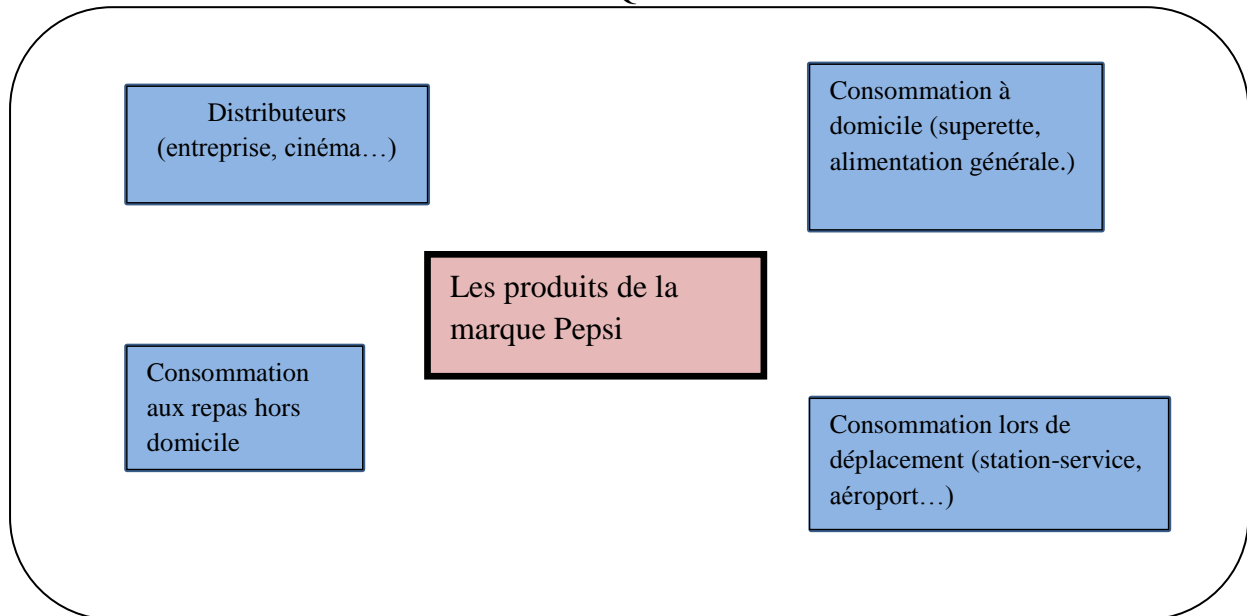 Distributeurs
(entreprise, cinéma…)
Consommation à
domicile (superette,
alimentation générale.)
Les produits de la
marque Pepsi
Consommation
aux repas hors
domicile
Consommation lors de
déplacement (station-service,
aéroport…)